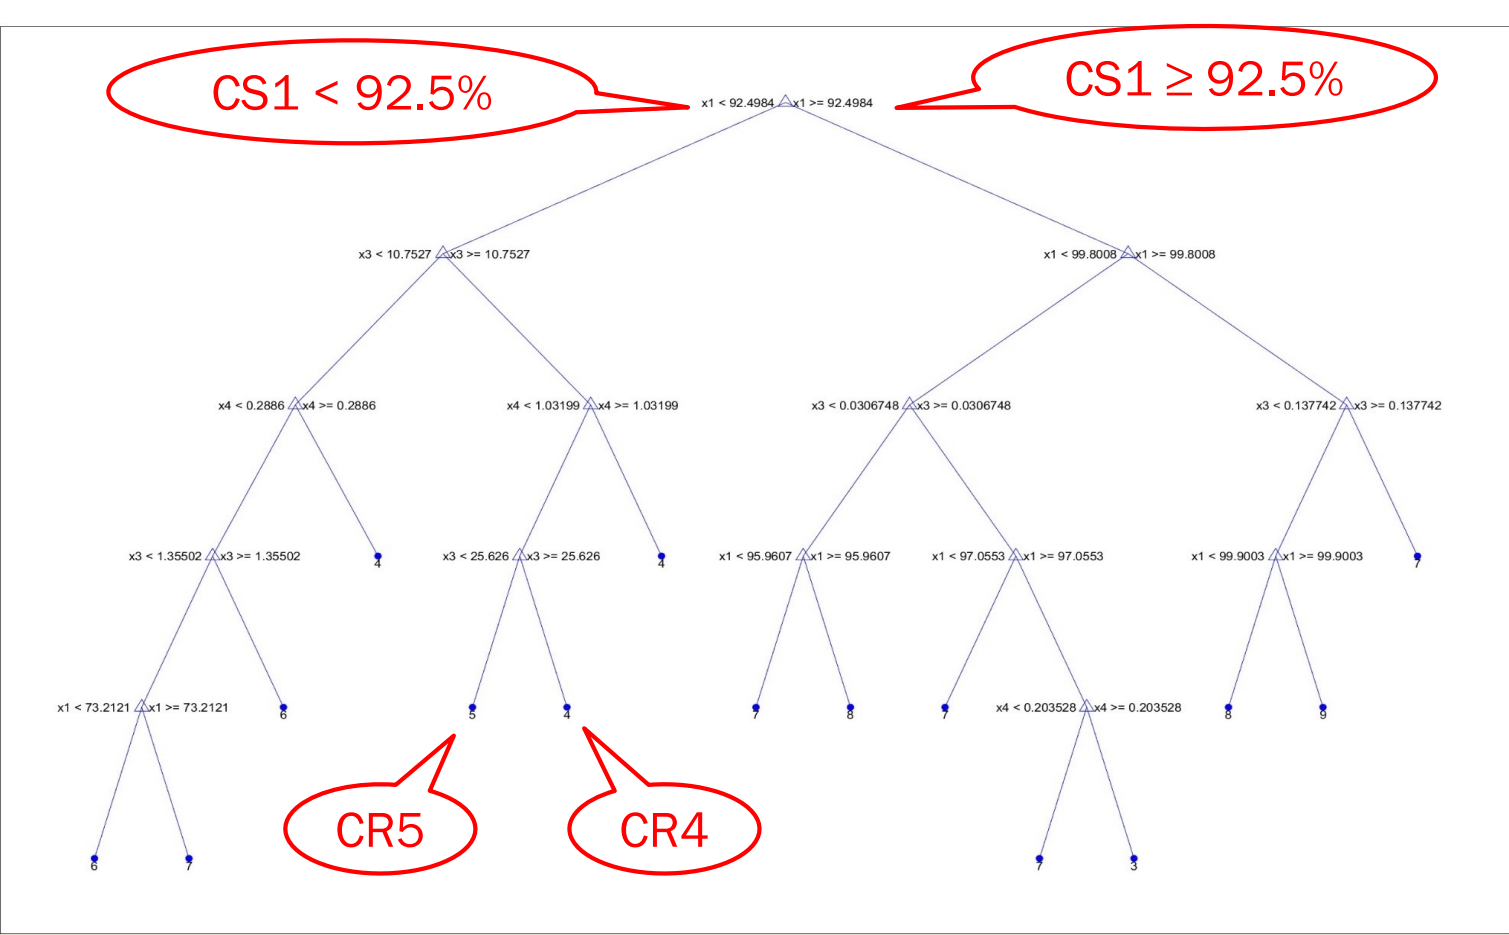 CS1 < 92.5%
CS1 ≥ 92.5%
x1 < 92.4984 x1 >= 92.4984
x3 < 10.7527 x3 >= 10.7527
x1 < 99.8008 x1 >= 99.8008
x4 < 0.2886 x4 >= 0.2886
x4 < 1.03199 x4 >= 1.03199
x3 < 0.0306748 x3 >= 0.0306748
x3 < 0.137742 x3 >= 0.137742
x3 < 1.35502 x3 >= 1.35502
4
x3 < 25.626 x3 >= 25.626
4
x1 < 95.9607 x1 >= 95.9607
x1 < 97.0553 x1 >= 97.0553
x1 < 99.9003 x1 >= 99.9003
7
x1 < 73.2121 x1 >= 73.2121
6
5
4
7
8
7
x4 < 0.203528 x4 >= 0.203528
8
9
CR5
CR4
6
7
7
3